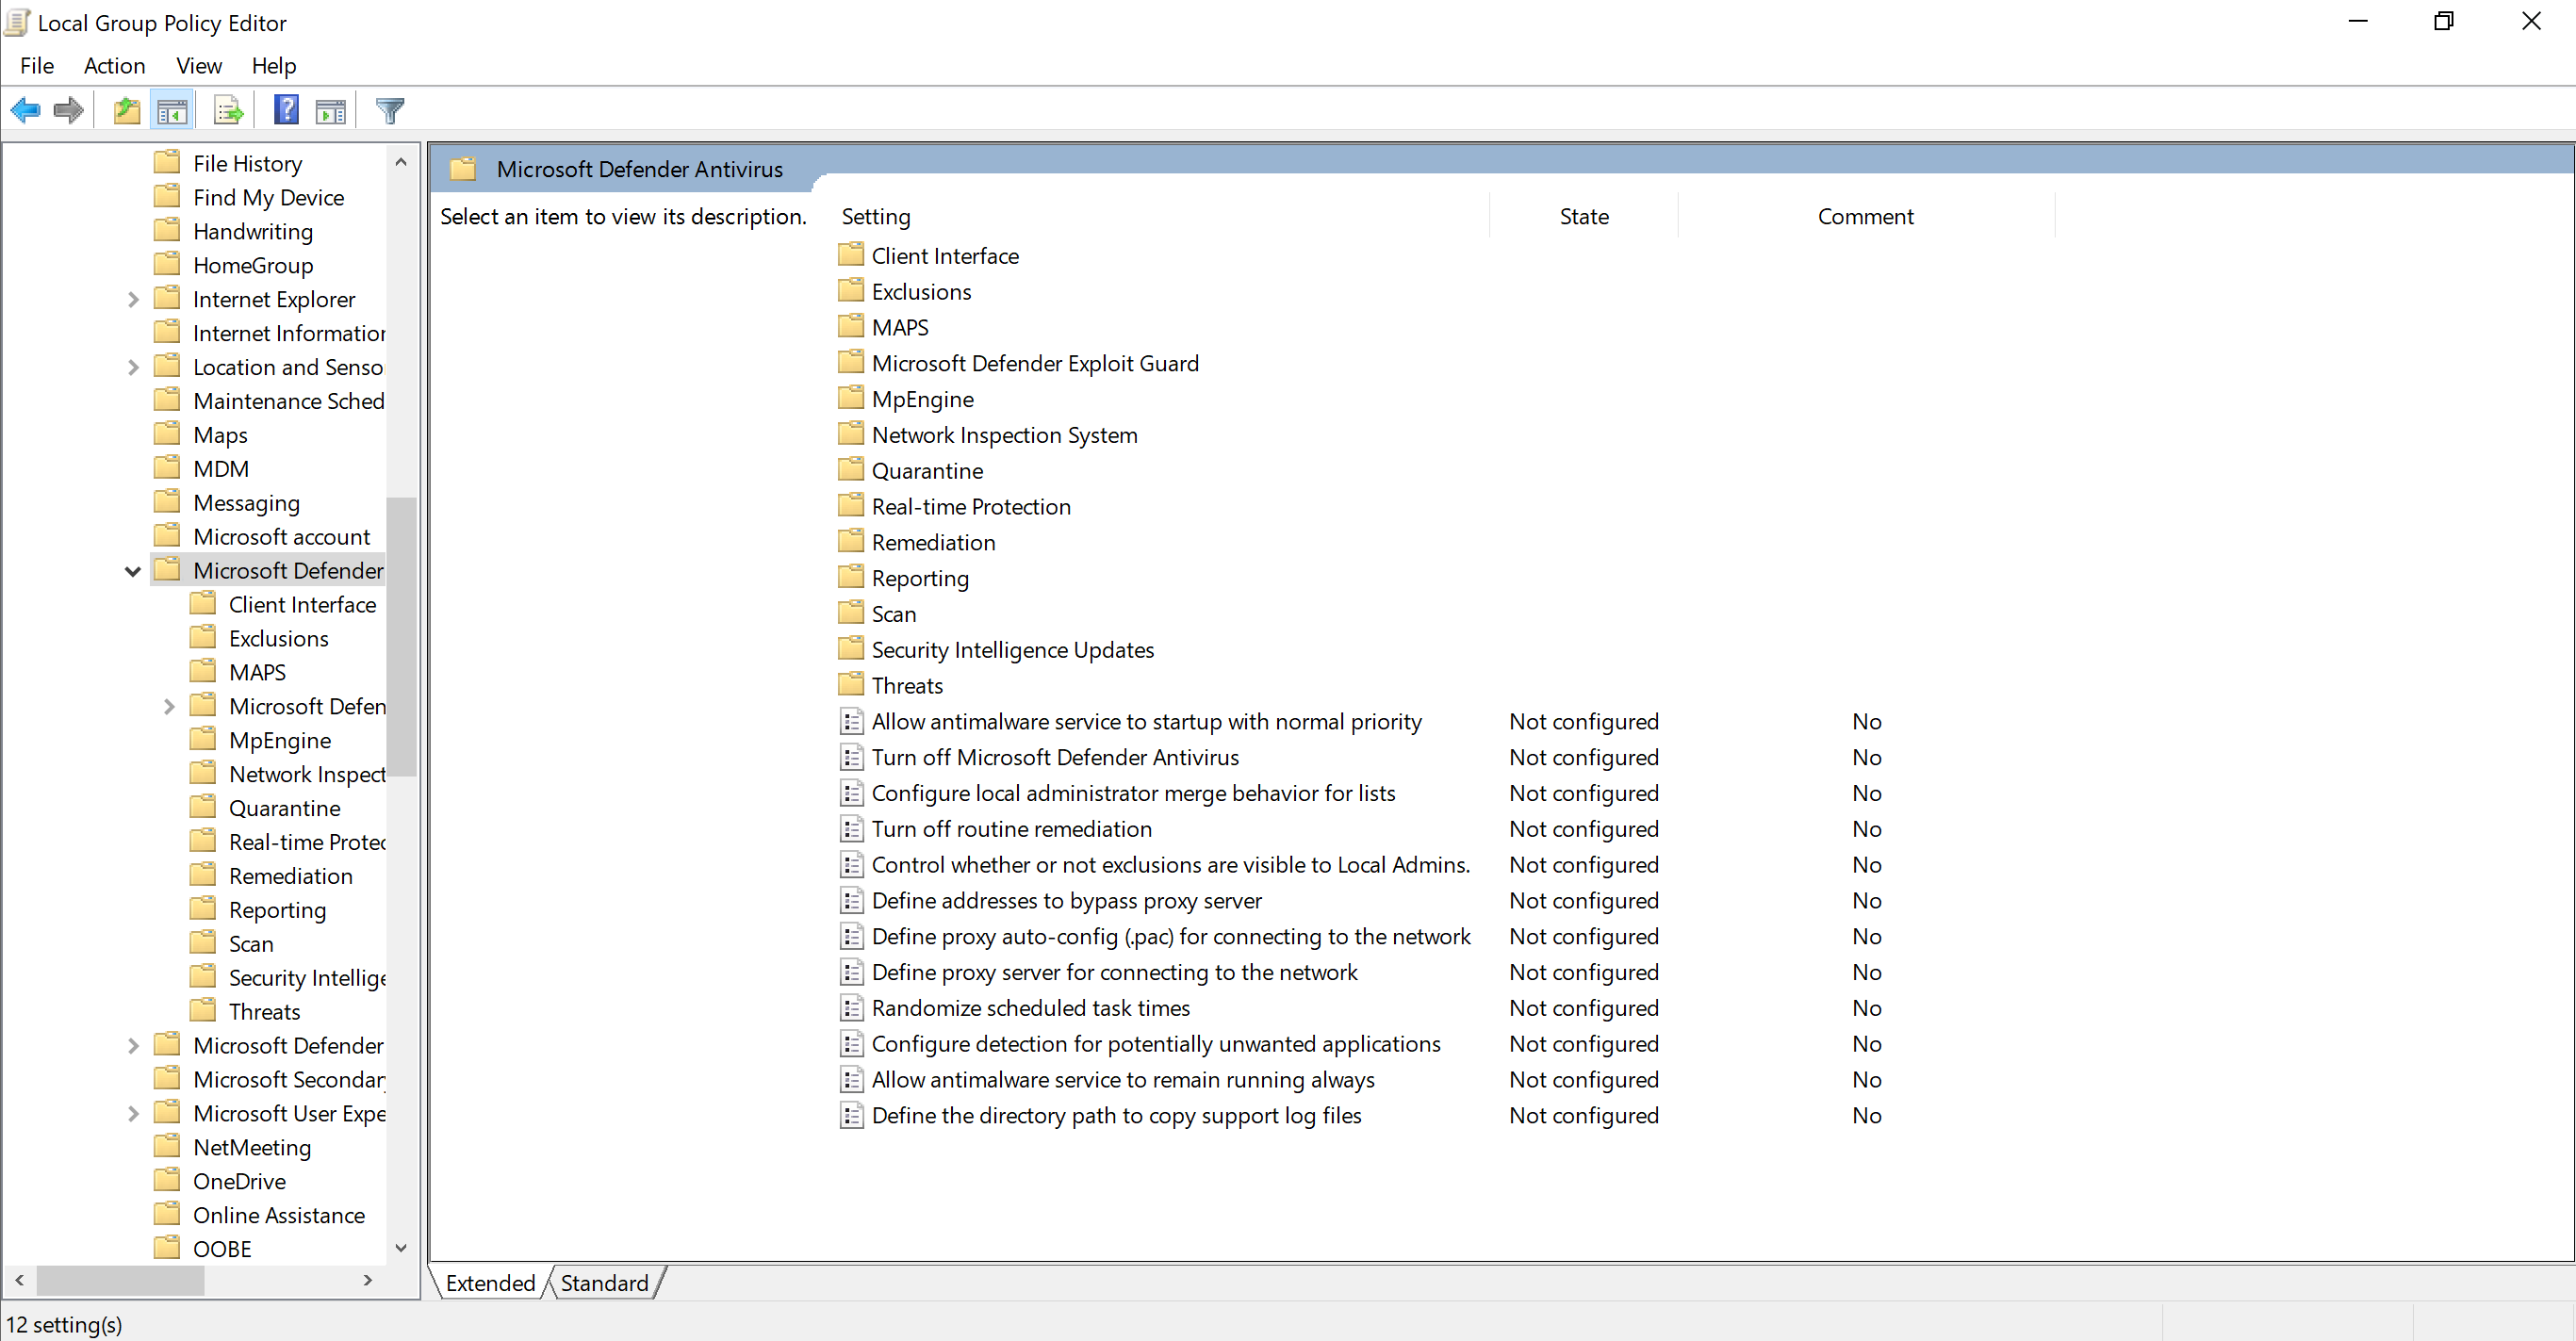 Local Group Policy Editor
File Action View Help
File History
Find My Device
Handwriting
HomeGroup
Internet Explorer
Internet Information
Location and Senso
Maintenance Sched
Maps
MDM
Messaging
Microsoft account
Microsoft Defender
Client Interface
Exclusions
MAPS
Microsoft Defen
MpEngine
Network Inspect
Quarantine
Real-time Protec
Remediation
Reporting
Scan
Security Intellige
Threats
Microsoft Defender
Microsoft Secondary
Microsoft User Expe
NetMeeting
OneDrive
Online Assistance
OOBE
Microsoft Defender Antivirus
Select an item to view its description.
Setting State Comment
Client Interface
Exclusions
MAPS
Microsoft Defender Exploit Guard
MpEngine
Network Inspection System
Quarantine
Real-time Protection
Remediation
Reporting
Scan
Security Intelligence Updates
Threats
Allow antimalware service to startup with normal priority Not configured No
Turn off Microsoft Defender Antivirus Not configured No
Configure local administrator merge behavior for lists Not configured No
Turn off routine remediation Not configured No
Control whether or not exclusions are visible to Local Admins. Not configured No
Define addresses to bypass proxy server Not configured No
Define proxy auto-config (.pac) for connecting to the network Not configured No
Define proxy server for connecting to the network Not configured No
Randomize scheduled task times Not configured No
Configure detection for potentially unwanted applications Not configured No
Allow antimalware service to remain running always Not configured No
Define the directory path to copy support log files Not configured No
Extended Standard
12 setting(s)